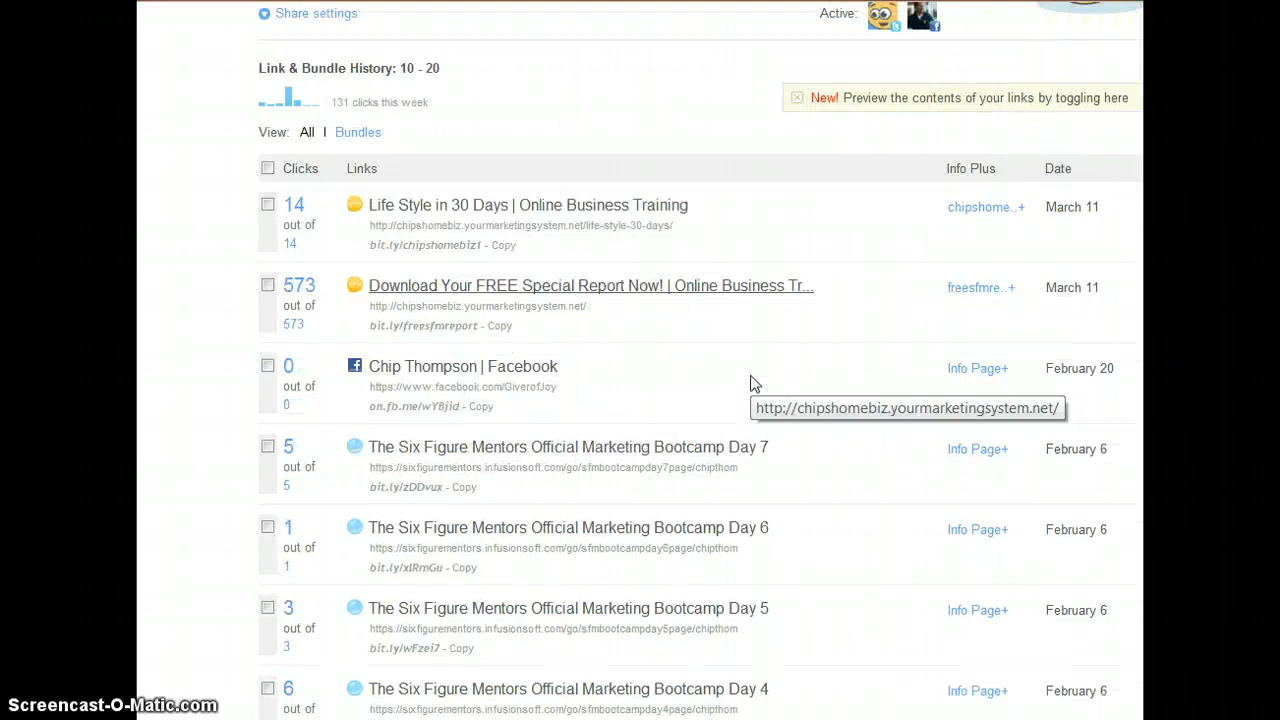 Share settings
Active:
Link & Bundle History: 10 - 20
131 clicks this week
New! Preview the contents of your links by toggling here
View: All | Bundles
Clicks Links Info Plus Date
14 Life Style in 30 Days | Online Business Training chipshome..+ March 11
out of http://chipshomebiz.yourmarketingsystem.net/life-style-30-days/
14 bit.ly/chipshomebiz1 - Copy
573 Download Your FREE Special Report Now! | Online Business Tr... freesfmre..+ March 11
out of http://chipshomebiz.yourmarketingsystem.net/
573 bit.ly/freesfmreport - Copy
0 Chip Thompson | Facebook Info Page+ February 20
out of https://www.facebook.com/GiverofJoy
0 on.fb.me/wY8jid - Copy
http://chipshomebiz.yourmarketingsystem.net/
5 The Six Figure Mentors Official Marketing Bootcamp Day 7 Info Page+ February 6
out of https://sixfigurementors.infusionsoft.com/go/sfmbootcampday7page/chipthom
5 bit.ly/zDDvux - Copy
1 The Six Figure Mentors Official Marketing Bootcamp Day 6 Info Page+ February 6
out of https://sixfigurementors.infusionsoft.com/go/sfmbootcampday6page/chipthom
1 bit.ly/xIRmGu - Copy
3 The Six Figure Mentors Official Marketing Bootcamp Day 5 Info Page+ February 6
out of https://sixfigurementors.infusionsoft.com/go/sfmbootcampday5page/chipthom
3 bit.ly/wFzei7 - Copy
6 The Six Figure Mentors Official Marketing Bootcamp Day 4 Info Page+ February 6
out of https://sixfigurementors.infusionsoft.com/go/sfmbootcampday4page/chipthom
Screencast-O-Matic.com